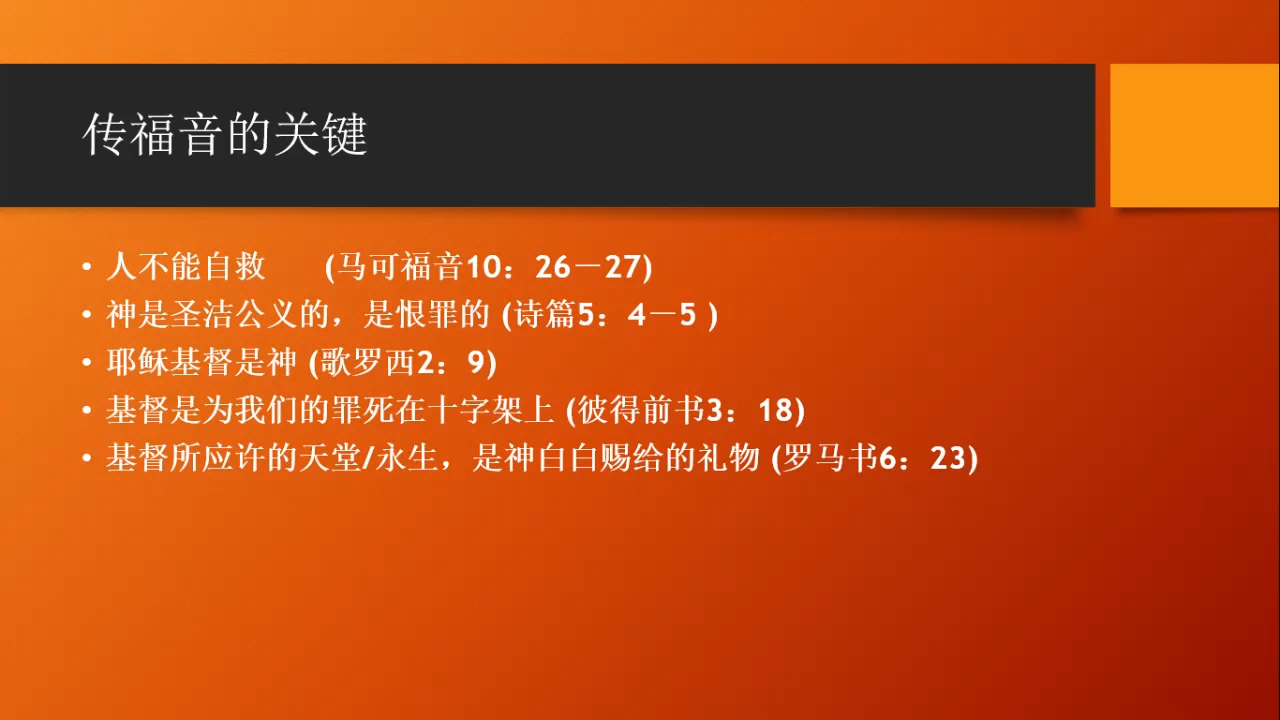 传福音的关键
• 人不能自救 (马可福音10：26－27)
• 神是圣洁公义的，是恨罪的 (诗篇5：4－5 )
• 耶稣基督是神 (歌罗西2：9)
• 基督是为我们的罪死在十字架上 (彼得前书3：18)
• 基督所应许的天堂/永生，是神白白赐给的礼物 (罗马书6：23)